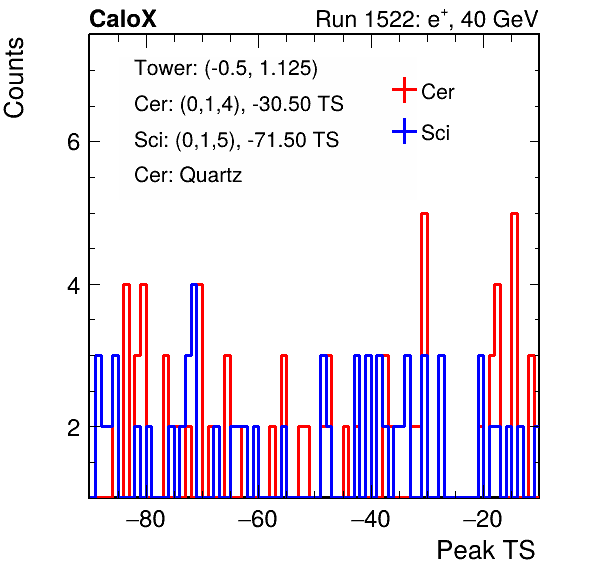 CaloX Run 1522: e⁺, 40 GeV
Counts
Tower: (-0.5, 1.125)
Cer: (0,1,4), -30.50 TS
Sci: (0,1,5), -71.50 TS
Cer: Quartz
Cer
Sci
6
4
2
−80 −60 −40 −20
Peak TS